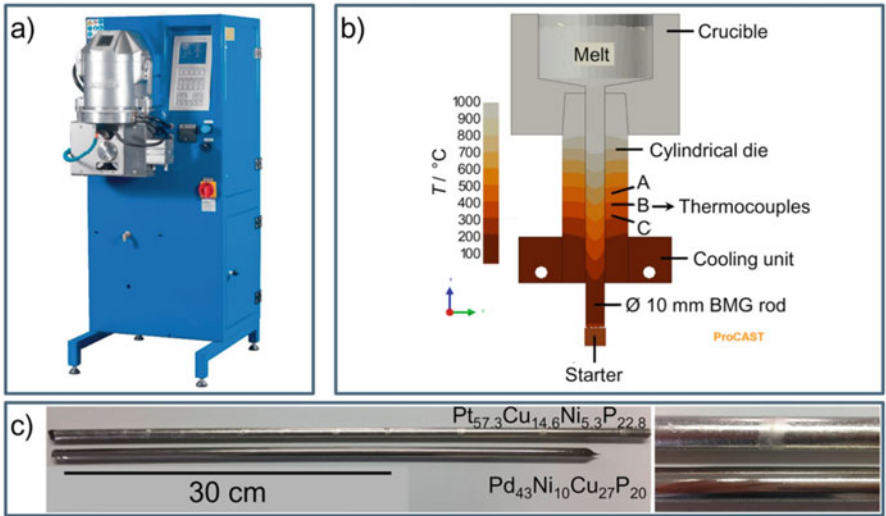 a)
b)
Crucible
Melt
1000
900
800
700
600
500
400
300
200
100
T / °C
Cylindrical die
A
B
C
Thermocouples
Cooling unit
Ø 10 mm BMG rod
ProCAST
Starter
c)
Pt57.3Cu14.6Ni5.3P22.8
30 cm
Pd43Ni10Cu27P20